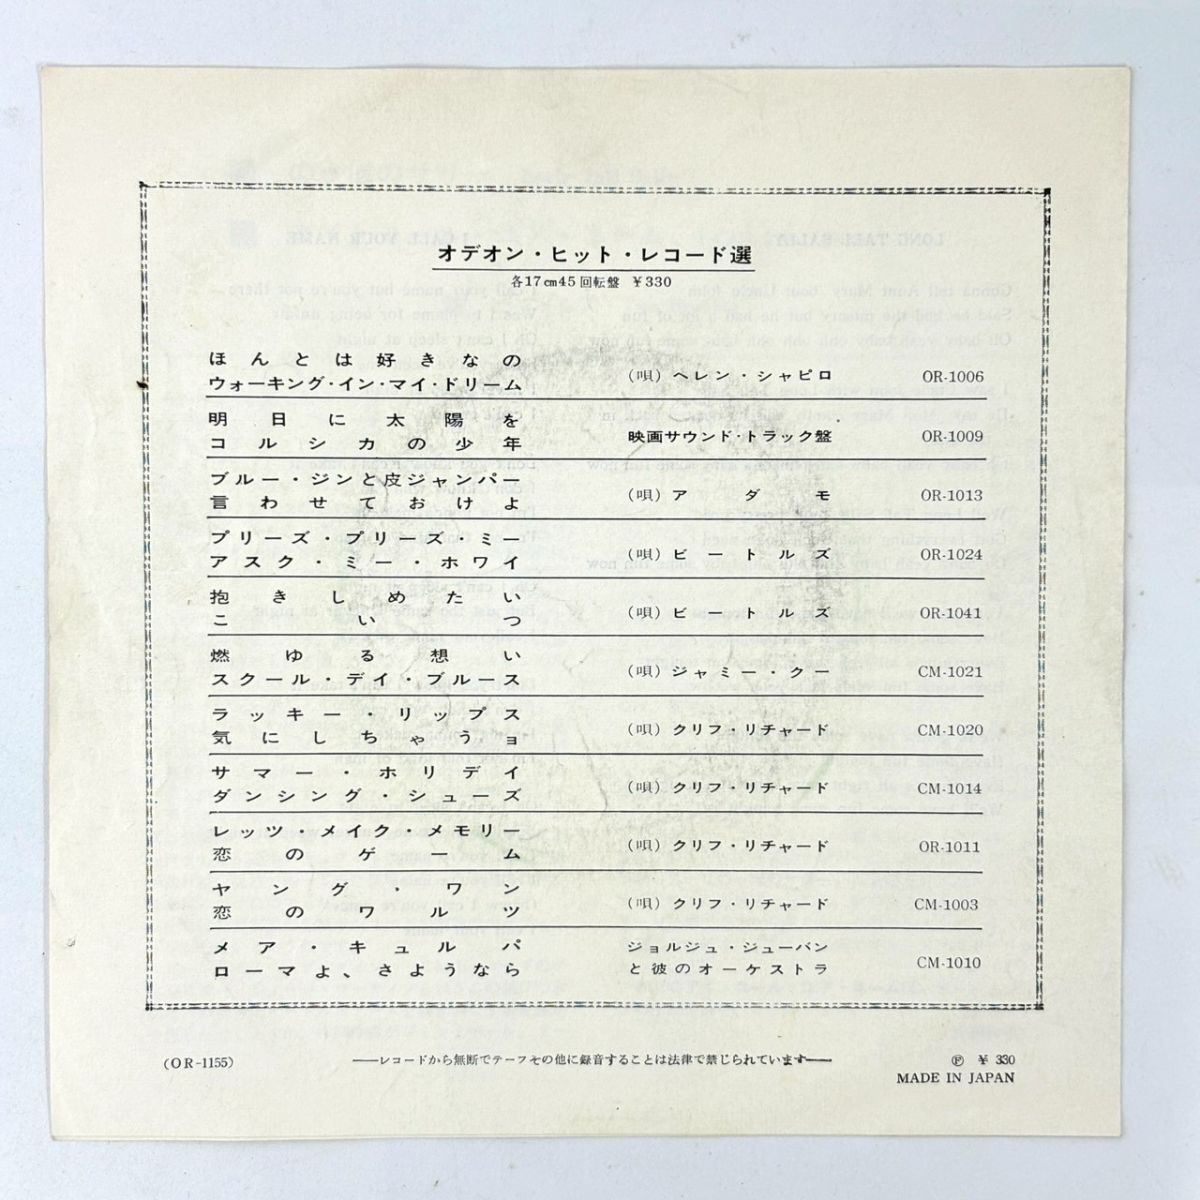 オデオン・ヒット・レコード選
各17cm45回転盤 ￥330
ほんとは好きなの
ウォーキング・イン・マイ・ドリーム
(唄) ヘレン・シャピロ OR-1006
明日に太陽を
コルシカの少年
映画サウンド・トラック盤 OR-1009
ブルー・ジンと皮ジャンパー
言わせておけよ
(唄) アダモ OR-1013
プリーズ・プリーズ・ミー
アスク・ミー・ホワイ
(唄) ビートルズ OR-1024
抱きしめたい
こいつ
(唄) ビートルズ OR-1041
燃ゆる想い
スクール・デイ・ブルース
(唄) ジャミー・クー CM-1021
ラッキー・リップス
気にしちゃうョ
(唄) クリフ・リチャード CM-1020
サマー・ホリデイ
ダンシング・シューズ
(唄) クリフ・リチャード CM-1014
レッツ・メイク・メモリー
恋のゲーム
(唄) クリフ・リチャード OR-1011
ヤング・ワン
恋のワルツ
(唄) クリフ・リチャード CM-1003
メア・キュルパ
ローマよ、さようなら
ジョルジュ・ジューバン
と彼のオーケストラ
CM-1010
(OR-1155) ——レコードから無断でテープその他に録音することは法律で禁じられています—— Ⓟ ￥330
MADE IN JAPAN